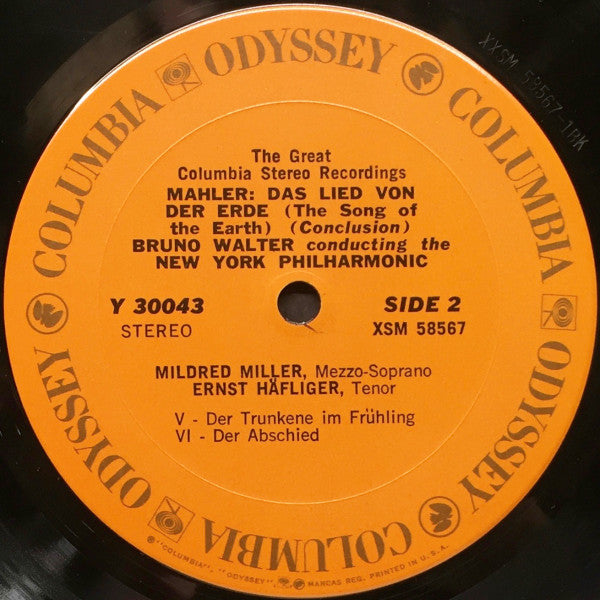 COLUMBIA ODYSSEY COLUMBIA ODYSSEY COLUMBIA ODYSSEY
XXSM 58567-1RK
The Great
Columbia Stereo Recordings
MAHLER: DAS LIED VON
DER ERDE (The Song of
the Earth) (Conclusion)
BRUNO WALTER conducting the
NEW YORK PHILHARMONIC
Y 30043
SIDE 2
STEREO
XSM 58567
MILDRED MILLER, Mezzo-Soprano
ERNST HÄFLIGER, Tenor
V - Der Trunkene im Frühling
VI - Der Abschied
℗ "COLUMBIA", "ODYSSEY", MARCAS REG. PRINTED IN U.S.A.